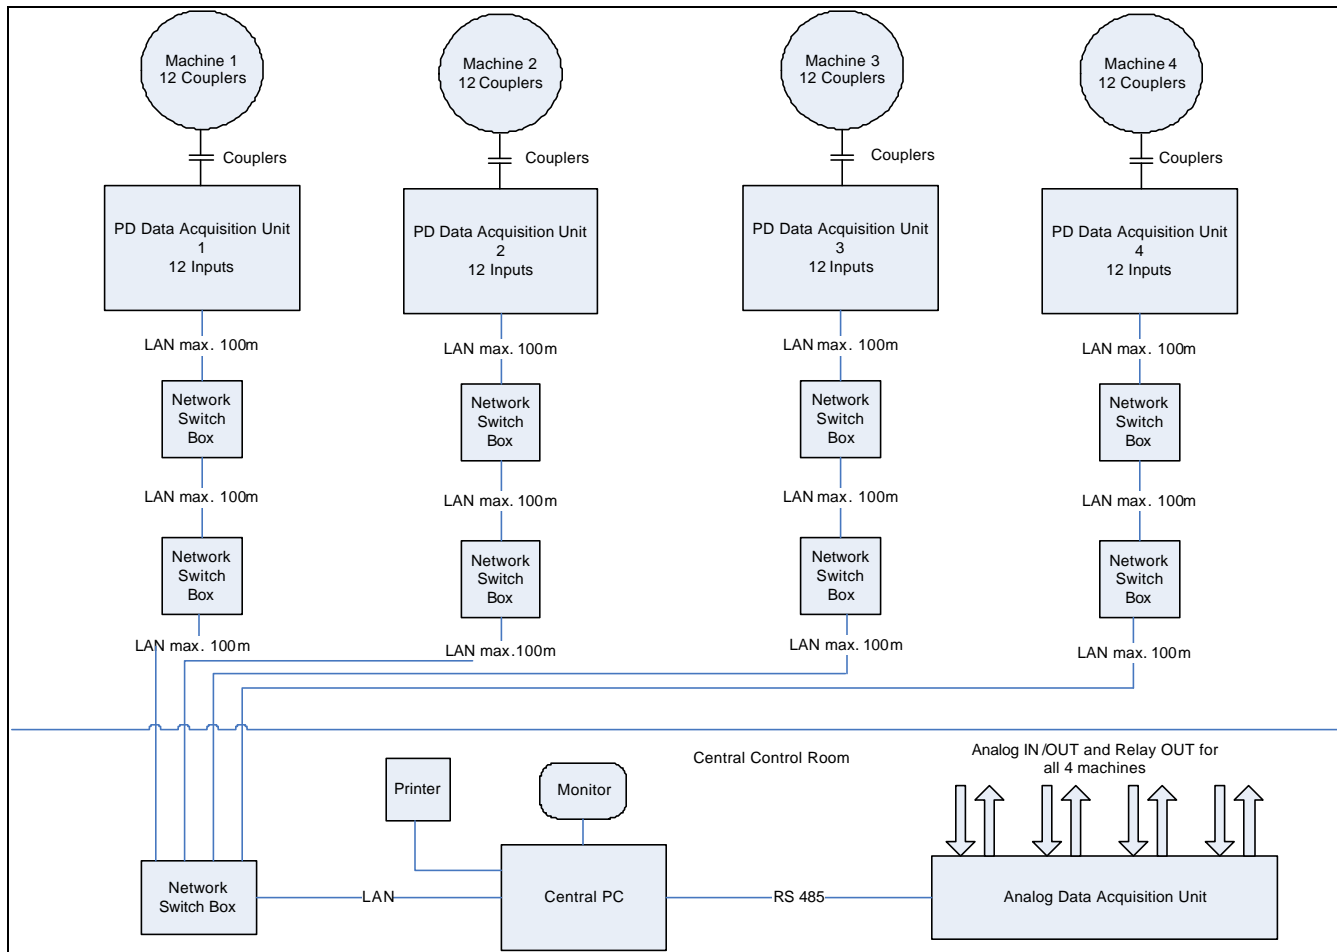 Machine 1
12 Couplers
Machine 2
12 Couplers
Machine 3
12 Couplers
Machine 4
12 Couplers
Couplers
Couplers
Couplers
Couplers
PD Data Acquisition Unit
1
12 Inputs
PD Data Acquisition Unit
2
12 Inputs
PD Data Acquisition Unit
3
12 Inputs
PD Data Acquisition Unit
4
12 Inputs
LAN max. 100m
LAN max. 100m
LAN max. 100m
LAN max. 100m
Network
Switch
Box
Network
Switch
Box
Network
Switch
Box
Network
Switch
Box
LAN max. 100m
LAN max. 100m
LAN max. 100m
LAN max. 100m
Network
Switch
Box
Network
Switch
Box
Network
Switch
Box
Network
Switch
Box
LAN max. 100m
LAN max.100m
LAN max. 100m
LAN max. 100m
Central Control Room
Analog IN/OUT and Relay OUT for
all 4 machines
Printer
Monitor
Network
Switch Box
LAN
Central PC
RS 485
Analog Data Acquisition Unit